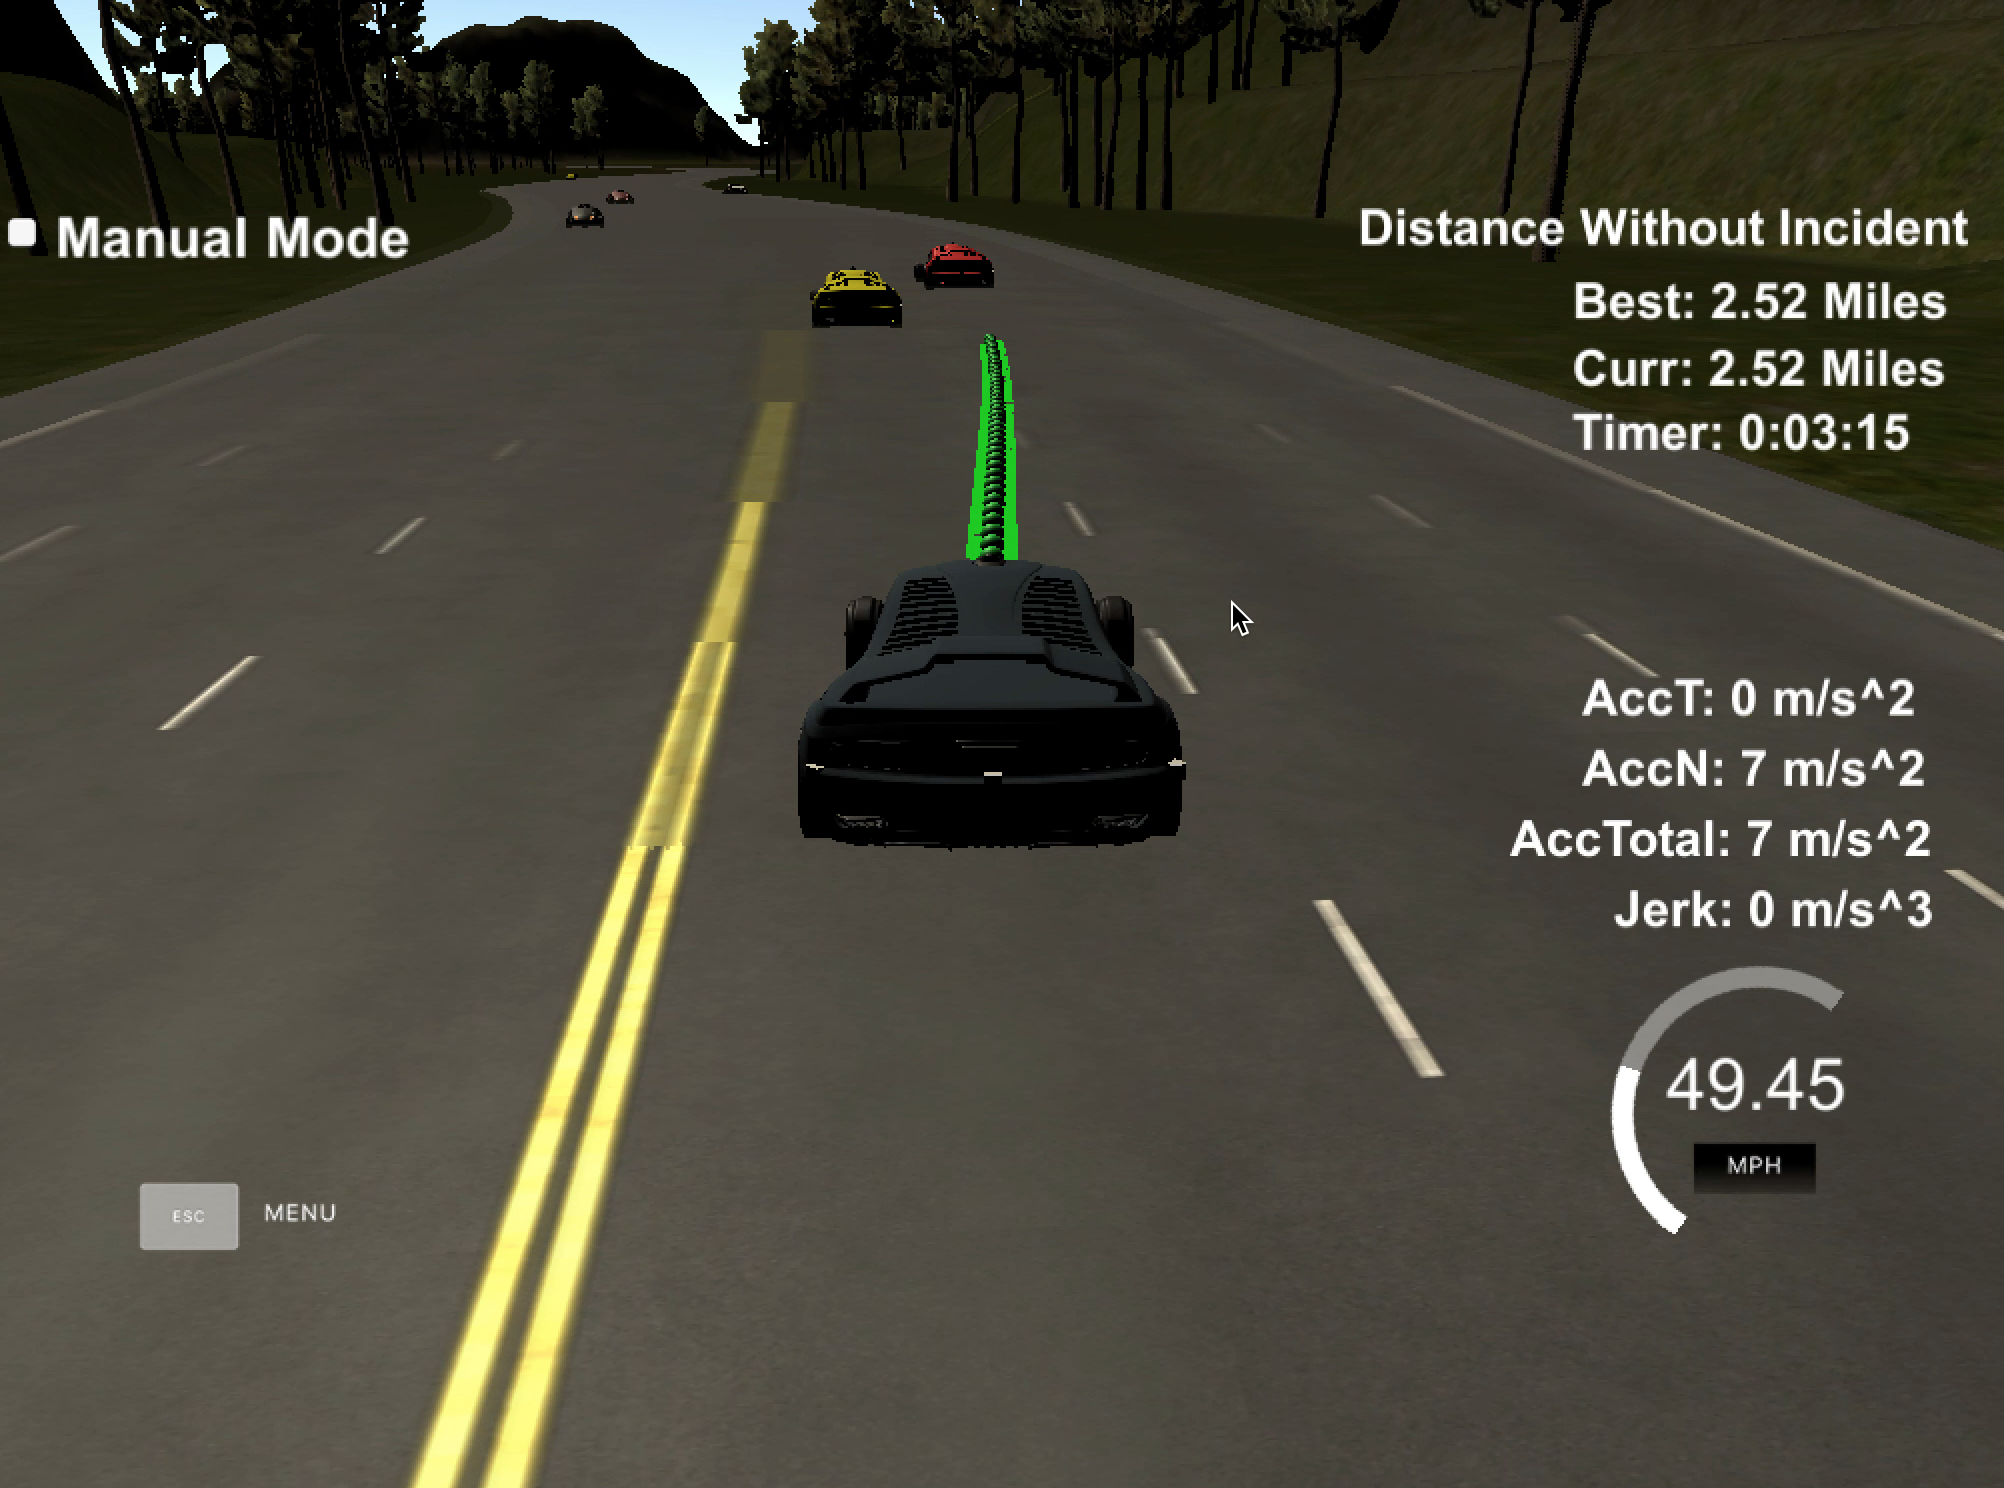 Manual Mode
Distance Without Incident
Best: 2.52 Miles
Curr: 2.52 Miles
Timer: 0:03:15
AccT: 0 m/s^2
AccN: 7 m/s^2
AccTotal: 7 m/s^2
Jerk: 0 m/s^3
49.45
MPH
ESC MENU